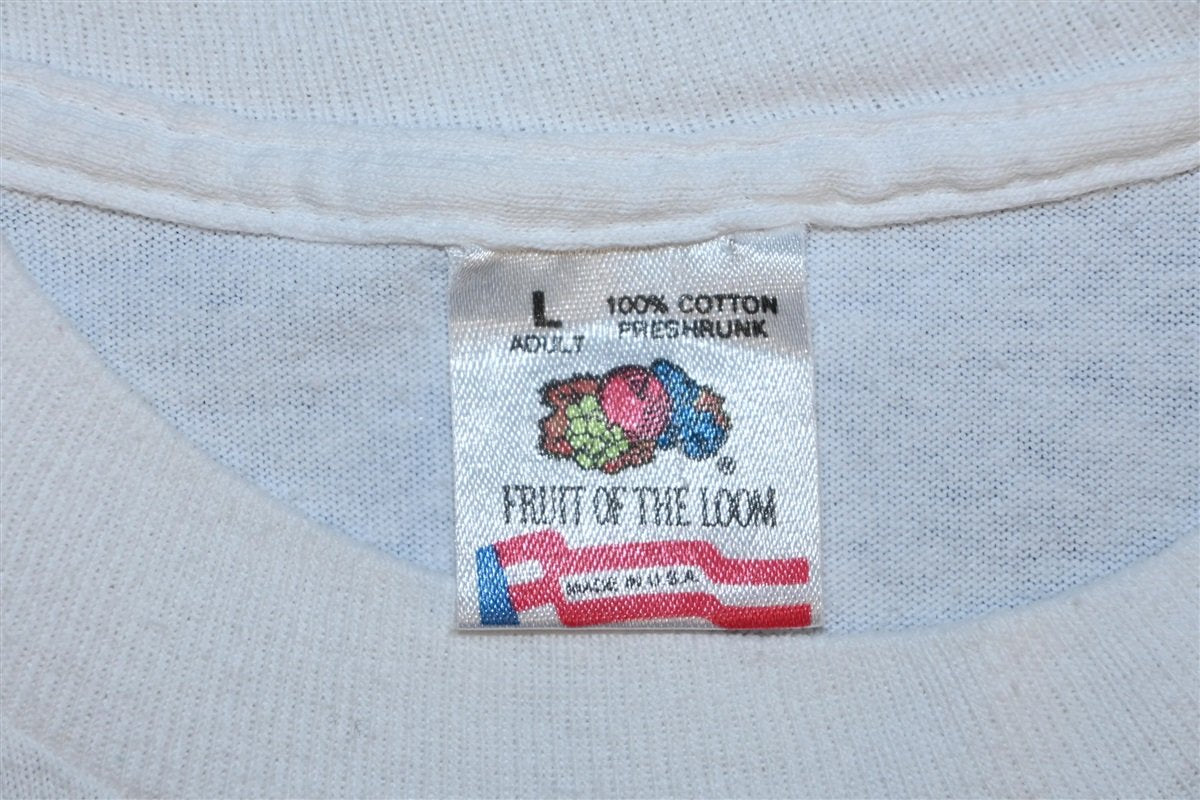 L
ADULT
100% COTTON
PRESHRUNK
®
FRUIT OF THE LOOM
MADE IN U.S.A.